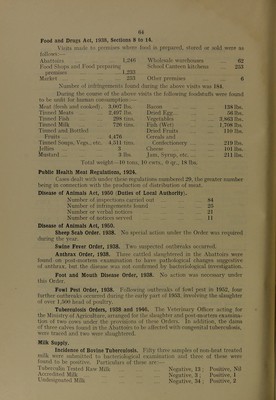 64
Food and Drugs Act, 1938, Sections 8 to 14.
Visits made to premises where food is prepared, stored or sold were as
follows:—
Abattoirs 1,246 Wholesale warehouses 62
Food Shops and Food preparing School Canteen kitchens 253
premises 1,233
Market 253 Other premises 6
Number of infringements found during the above visits was 164.
During the course of the above visits the following foodstuffs were found
to be unfit for human consumption:—
Meat (fresh and cooked) 3,007 lbs. Bacon 138 lbs.
Tinned Meats 2,497 lbs. Dried Egg 56 lbs.
Tinned Fish 298 tins Vegetables 3,963 lbs.
Tinned Milk 726 tins Fish (Wet) 1,708 lbs.
Tinned and Bottled Dried Fruits 110 lbs.
Fruits 4,476 Cereals and
Tinned Soups, Vegs., etc. 4,511 tins Confectionery 219 lbs.
Jellies 5 Cheese 101 lbs.
Mustard 3 lbs. Jam, Syrup, etc. 211 lbs.
Total weight—10 tons, 10 cwts., 0 qr., 18 lbs.
Public Health Meat Regulations, 1924.
Cases dealt with under these regulations numbered 29, the greater number
being in connection with the production of distribution of meat.
Disease of Animals Act, 1950 (Duties of Local Authority).
Number of inspections carried out 84
Number of infringements found 25
Number or verbal notices 21
Number of notices served 11
Disease of Animals Act, 1950.
Sheep Scab Order, 1938. No special action under the Order was required
during the year.
Swine Fever Order, 1938. Two suspected outbreaks occurred.
Anthrax Order, 1938. Three cattled slaughtered in the Abattoirs were
found on post-mortem examination to have pathological changes suggestive
of anthrax, but the disease was not confirmed by bacteriological investigation.
Foot and Mouth Disease Order, 1928. No action was necessary under
this Order.
Fowl Pest Order, 1938. Following outbreaks of fowl pest in 1952, four
further outbreaks occurred during the early part of 1953, involving the slaughter
of over 1,500 head of poultry.
Tuberculosis Orders, 1938 and 1946. The Veterinary Officer acting for
the Ministry of Agriculture, arranged for the slaughter and post-mortem examina-
tion of two cows under the provisions of these Orders. In addition, the dams
of three calves found in the Abattoirs to be affected with congenital tuberculosis,
were traced and two were slaughtered.
Milk Supply.
Incidence of Bovine Tuberculosis. Fifty three samples of non-heat treated
milk were submitted to bacteriological examination and three of these were
found to be positive. Particulars of these are:—
Tuberculin Tested Raw Milk Negative, 13 ; Positive, Nil
Accredited Milk Negative, 3 ; Positive, 1
Undesignated Milk Negative, 34 ; Positive, 2